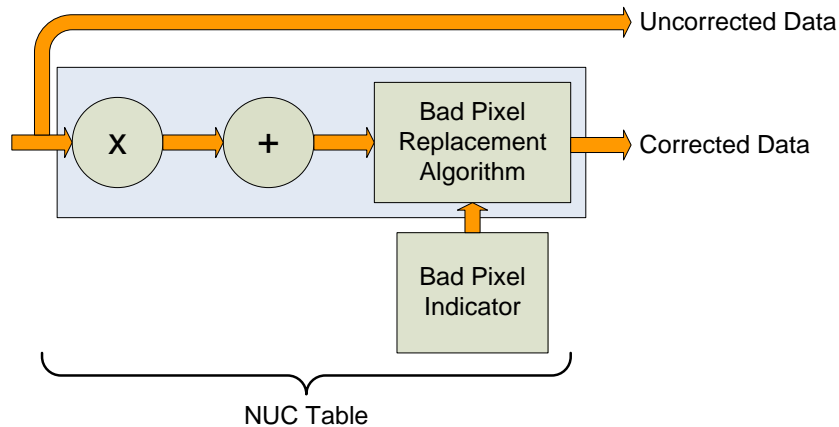 Uncorrected Data
x
+
Bad Pixel
Replacement
Algorithm
Corrected Data
Bad Pixel
Indicator
NUC Table